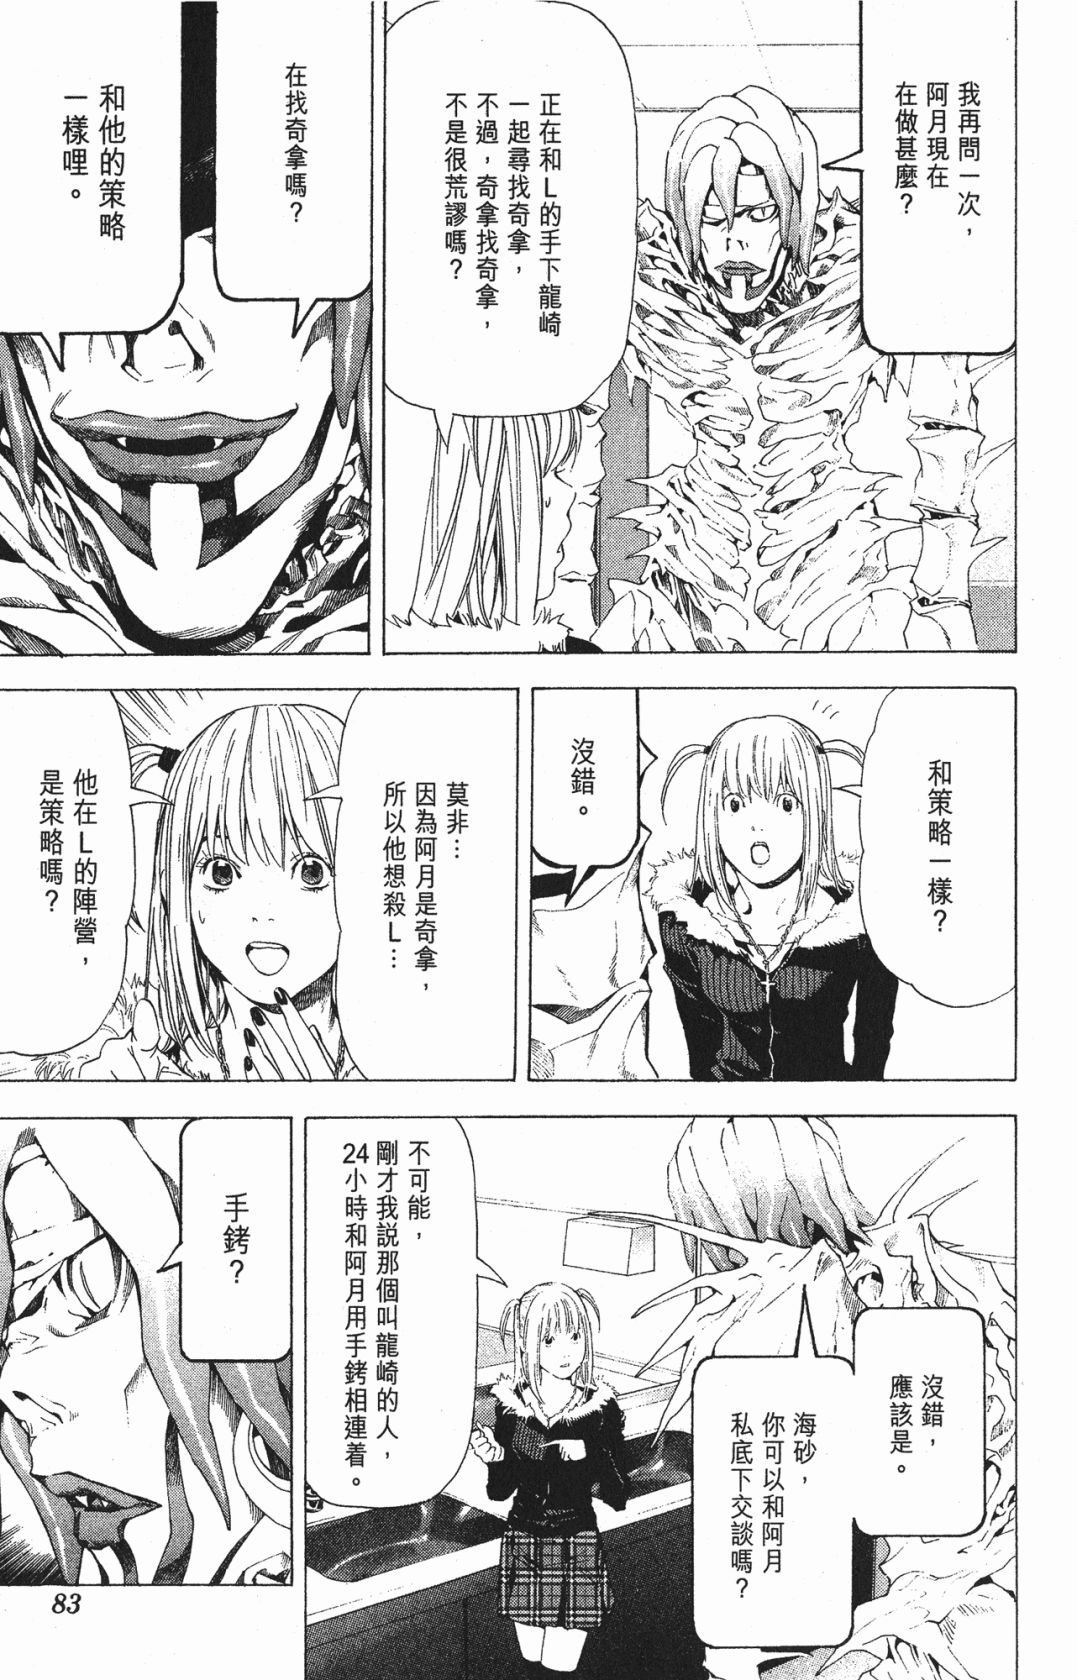 我再問一次，
阿月現在
在做甚麼？
正在和L的手下龍崎
一起尋找奇拿，
不過，奇拿找奇拿，
不是很荒謬嗎？
在找奇拿嗎？
和他的策略
一樣哩。
和策略一樣？
沒錯。
莫非…
因為阿月是奇拿，
所以他想殺L…
他在L的陣營，
是策略嗎？
沒錯，
應該是。
海砂，
你可以和阿月
私底下交談嗎？
不可能，
剛才我説那個叫龍崎的人，
24小時和阿月用手銬相連着。
手銬？
83